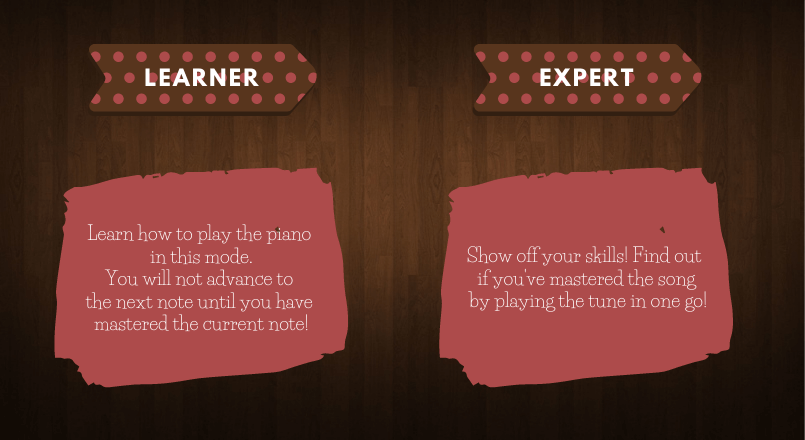 LEARNER
Learn how to play the piano
in this mode.
You will not advance to
the next note until you have
mastered the current note!
EXPERT
Show off your skills! Find out
if you've mastered the song
by playing the tune in one go!